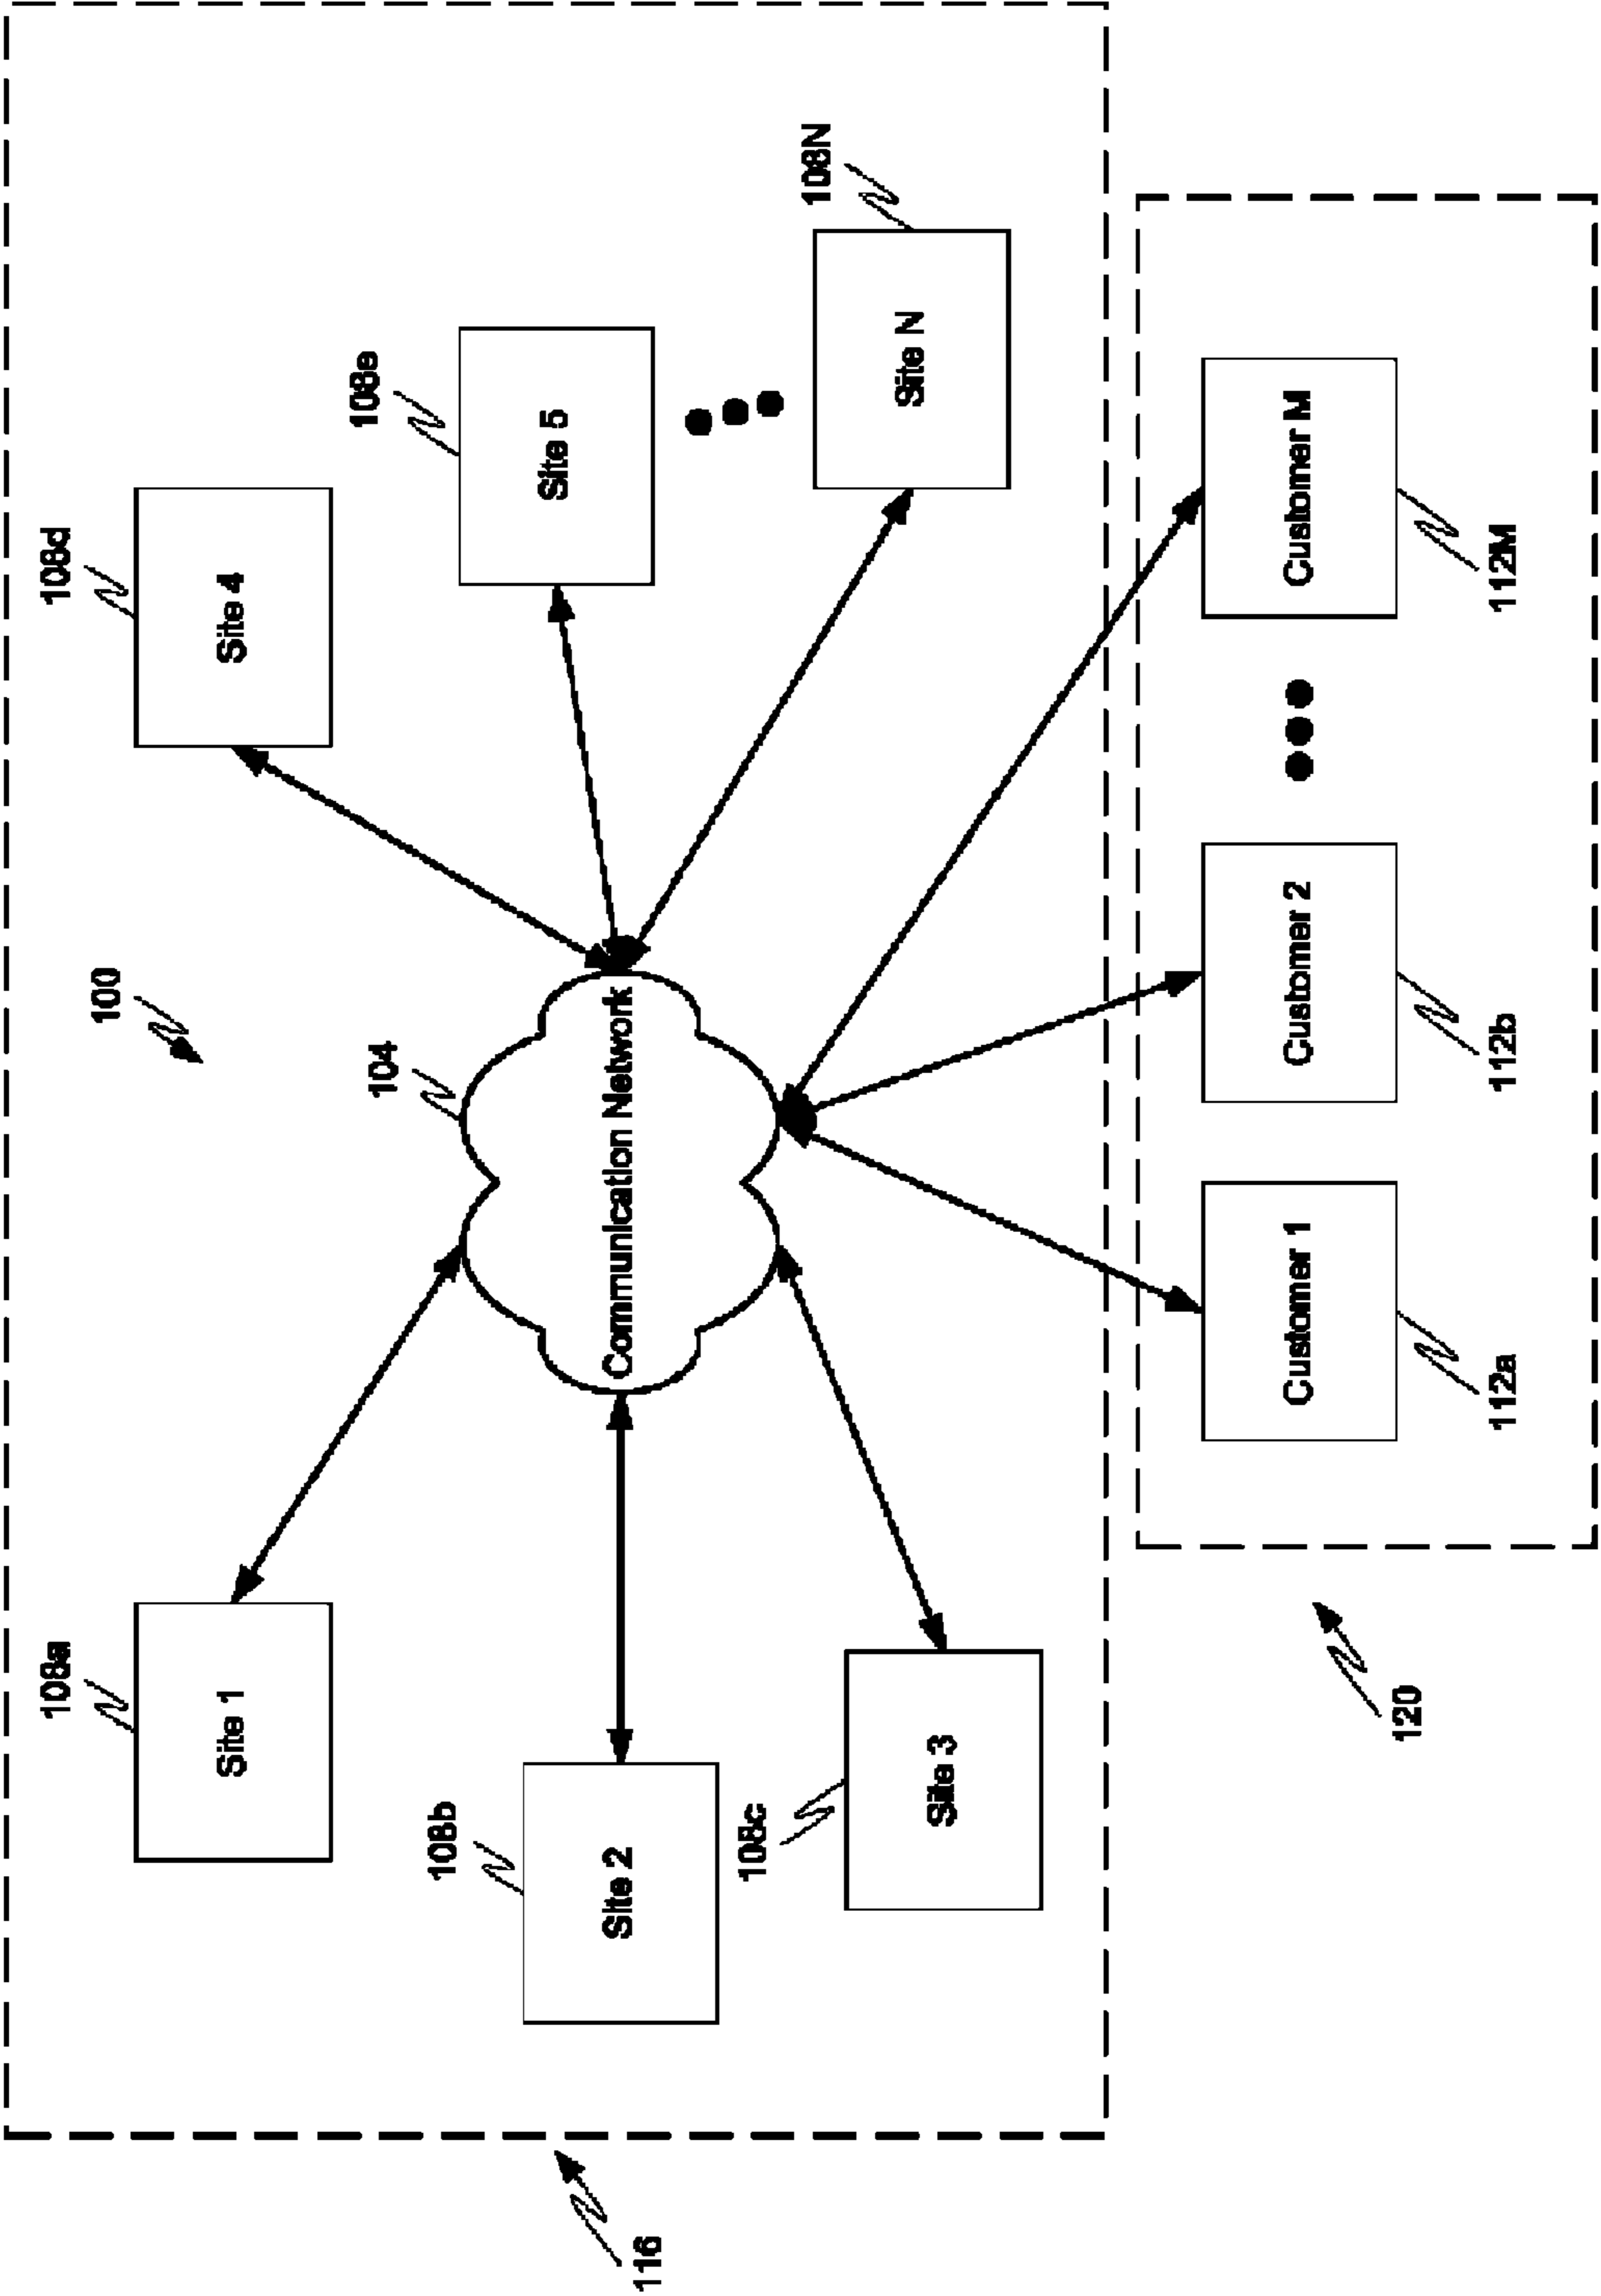 100
108a
Site 1
108d
Site 4
104
108e
Site 5
108b
Site 2
Communication Network
108c
Site 3
108N
Site N
116
Customer 1
Customer 2
Customer M
120
112a
112b
112M